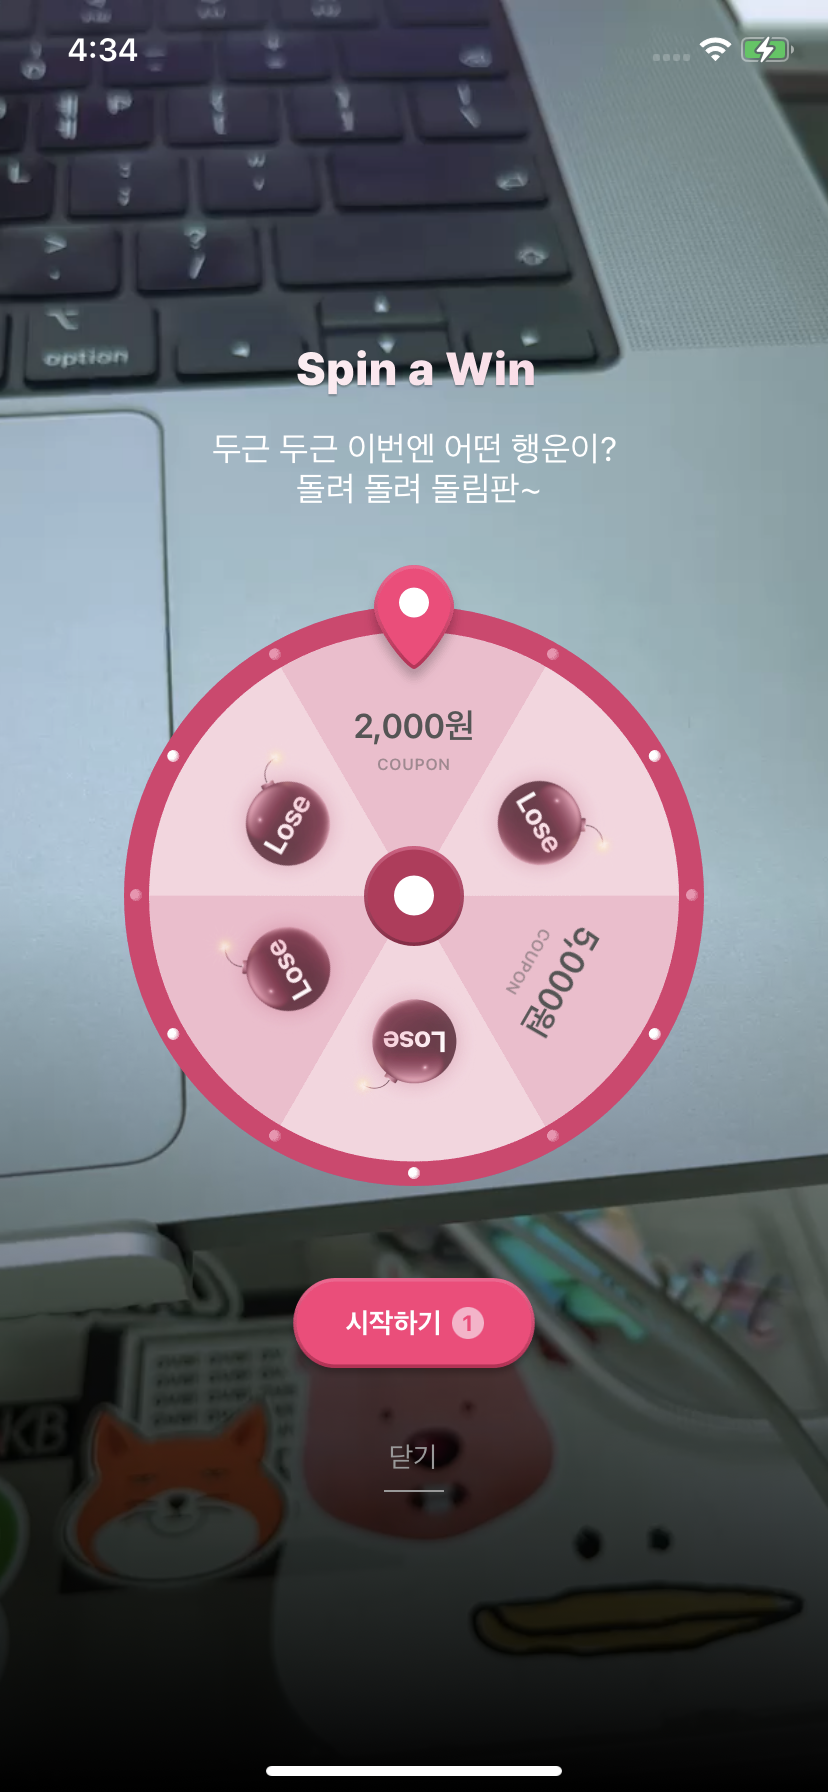 4:34
option
Spin a Win
두근 두근 이번엔 어떤 행운이?
돌려 돌려 돌림판~
2,000원
COUPON
Lose
Lose
5,000원
COUPON
Lose
Lose
시작하기 1
닫기
KB